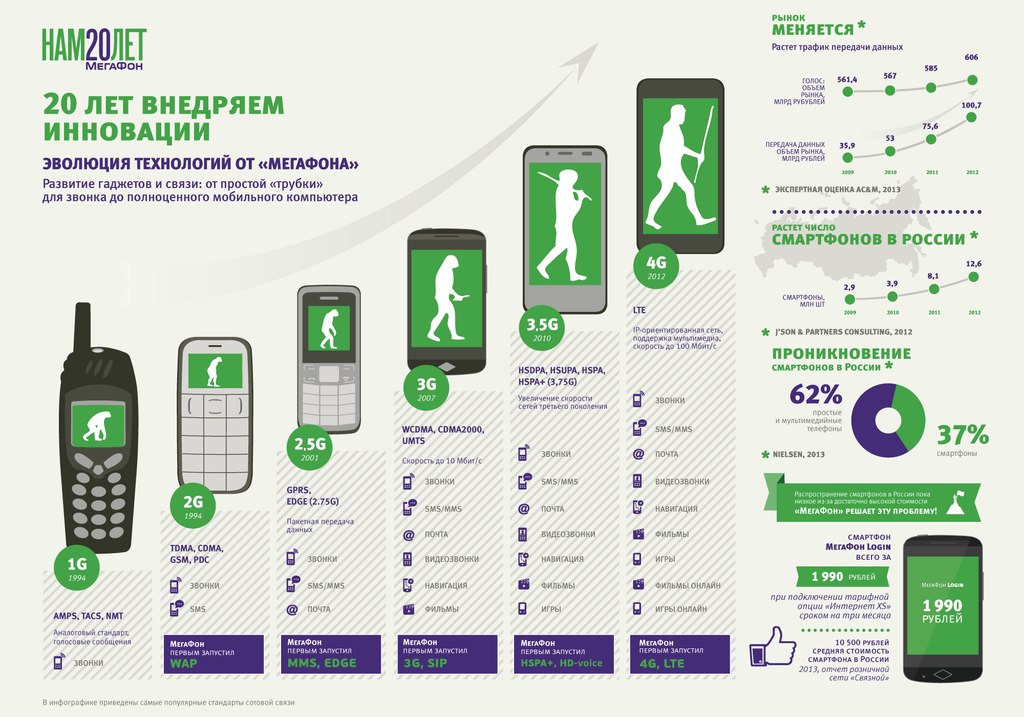 НАМ20ЛЕТ
МЕГАФОН
20 ЛЕТ ВНЕДРЯЕМ
ИННОВАЦИИ
ЭВОЛЮЦИЯ ТЕХНОЛОГИЙ ОТ «МЕГАФОНА»
Развитие гаджетов и связи: от простой «трубки»
для звонка до полноценного мобильного компьютера
1G
1994
AMPS, TACS, NMT
Аналоговый стандарт,
голосовые сообщения
ЗВОНКИ
2G
1994
TDMA, CDMA,
GSM, PDC
ЗВОНКИ
SMS
МЕГАФОН
ПЕРВЫМ ЗАПУСТИЛ
WAP
2,5G
2001
GPRS,
EDGE (2.75G)
Пакетная передача
данных
ЗВОНКИ
SMS/MMS
ПОЧТА
МЕГАФОН
ПЕРВЫМ ЗАПУСТИЛ
MMS, EDGE
3G
2007
WCDMA, CDMA2000,
UMTS
Скорость до 10 Мбит/с
ЗВОНКИ
SMS/MMS
ПОЧТА
ВИДЕОЗВОНКИ
НАВИГАЦИЯ
ФИЛЬМЫ
МЕГАФОН
ПЕРВЫМ ЗАПУСТИЛ
3G, SIP
3,5G
2010
HSDPA, HSUPA, HSPA,
HSPA+ (3,75G)
Увеличение скорости
сетей третьего поколения
ЗВОНКИ
SMS/MMS
ПОЧТА
ВИДЕОЗВОНКИ
НАВИГАЦИЯ
ФИЛЬМЫ
ИГРЫ
МЕГАФОН
ПЕРВЫМ ЗАПУСТИЛ
HSPA+, HD-voice
4G
2012
LTE
IP-ориентированная сеть,
поддержка мультимедиа,
скорость до 100 Мбит/с
ЗВОНКИ
SMS/MMS
ПОЧТА
ВИДЕОЗВОНКИ
НАВИГАЦИЯ
ФИЛЬМЫ
ИГРЫ
ФИЛЬМЫ ОНЛАЙН
ИГРЫ ОНЛАЙН
МЕГАФОН
ПЕРВЫМ ЗАПУСТИЛ
4G, LTE
РЫНОК
МЕНЯЕТСЯ *
Растет трафик передачи данных
ГОЛОС:
ОБЪЕМ
РЫНКА,
МЛРД РУБУБЛЕЙ
561,4 567 585 606
ПЕРЕДАЧА ДАННЫХ
ОБЪЕМ РЫНКА,
МЛРД РУБЛЕЙ
35,9 53 75,6 100,7
2009 2010 2011 2012
* ЭКСПЕРТНАЯ ОЦЕНКА AC&M, 2013
РАСТЕТ ЧИСЛО
СМАРТФОНОВ В РОССИИ *
СМАРТФОНЫ,
МЛН ШТ
2,9 3,9 8,1 12,6
2009 2010 2011 2012
* J'SON & PARTNERS CONSULTING, 2012
ПРОНИКНОВЕНИЕ
СМАРТФОНОВ В РОССИИ *
62%
простые
и мультимедийные
телефоны
37%
смартфоны
* NIELSEN, 2013
Распространение смартфонов в России пока
низкое из-за достаточно высокой стоимости
«МЕГАФОН» РЕШАЕТ ЭТУ ПРОБЛЕМУ!
СМАРТФОН
МЕГАФОН LOGIN
ВСЕГО ЗА
1 990 РУБЛЕЙ
при подключении тарифной
опции «Интернет XS»
сроком на три месяца
10 500 РУБЛЕЙ
СРЕДНЯЯ СТОИМОСТЬ
СМАРТФОНА В РОССИИ
2013, отчет розничной
сети «Связной»
МЕГАФОН LOGIN
1 990
РУБЛЕЙ
В инфографике приведены самые популярные стандарты сотовой связи